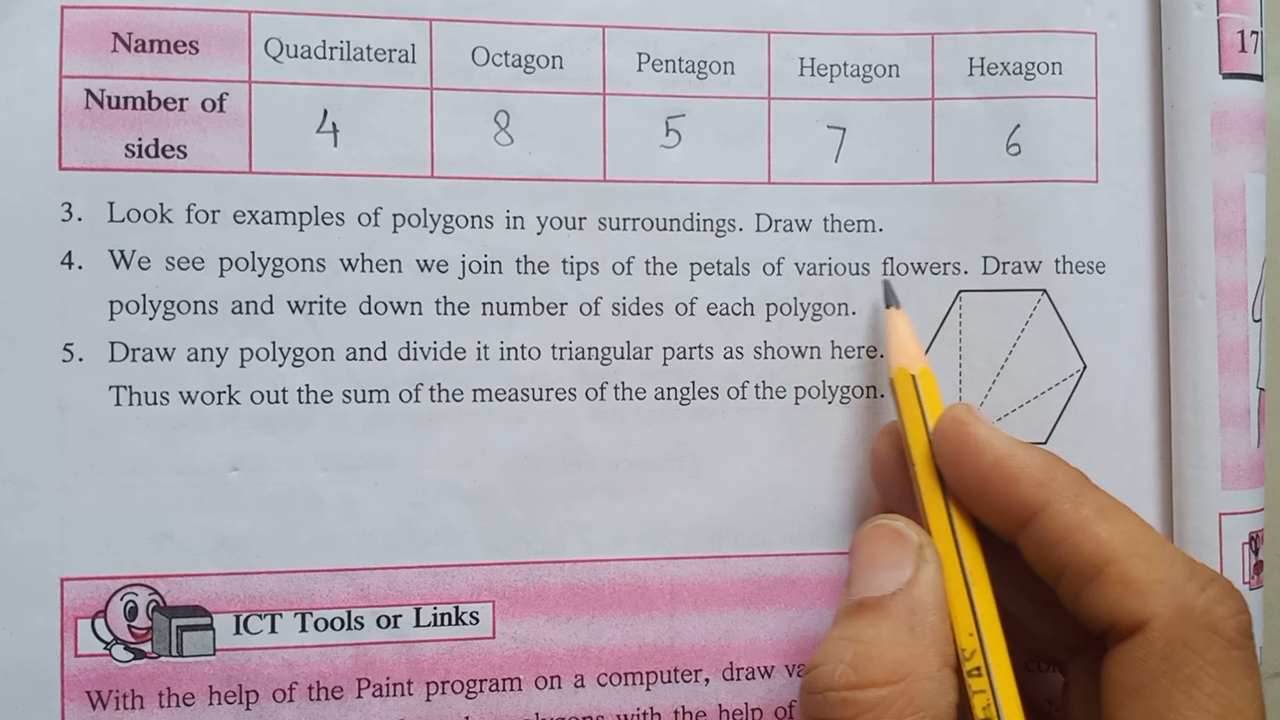 17
Names Quadrilateral Octagon Pentagon Heptagon Hexagon
Number of sides 4 8 5 7 6
3. Look for examples of polygons in your surroundings. Draw them.
4. We see polygons when we join the tips of the petals of various flowers. Draw these
polygons and write down the number of sides of each polygon.
5. Draw any polygon and divide it into triangular parts as shown here.
Thus work out the sum of the measures of the angles of the polygon.
ICT Tools or Links
With the help of the Paint program on a computer, draw
with the help of